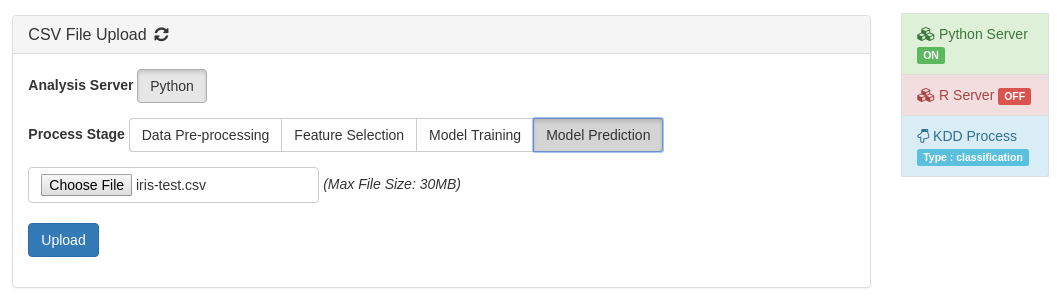 CSV File Upload
Analysis Server Python
Process Stage Data Pre-processing Feature Selection Model Training Model Prediction
Choose File iris-test.csv (Max File Size: 30MB)
Upload
Python Server
ON
R Server OFF
KDD Process
Type : classification